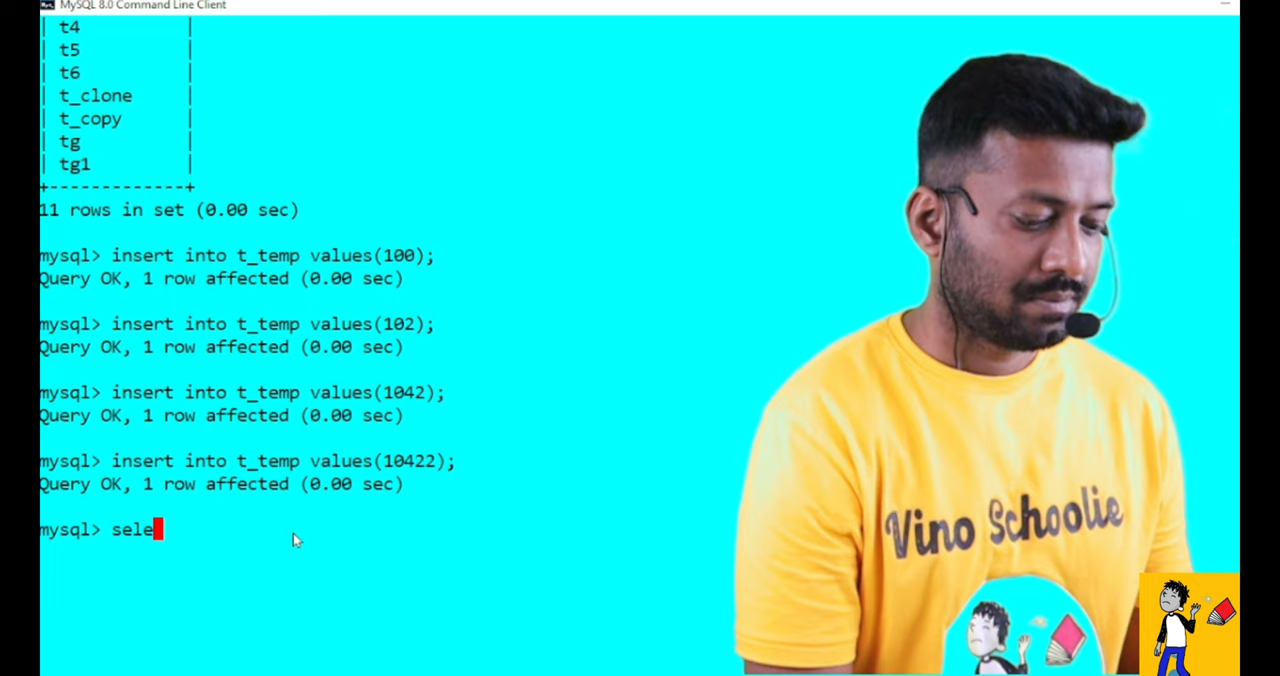 MySQL 8.0 Command Line Client
| t4 |
| t5 |
| t6 |
| t_clone |
| t_copy |
| tg |
| tg1 |
+-------------+
11 rows in set (0.00 sec)
mysql> insert into t_temp values(100);
Query OK, 1 row affected (0.00 sec)
mysql> insert into t_temp values(102);
Query OK, 1 row affected (0.00 sec)
mysql> insert into t_temp values(1042);
Query OK, 1 row affected (0.00 sec)
mysql> insert into t_temp values(10422);
Query OK, 1 row affected (0.00 sec)
mysql> sele
Vino Schoolie